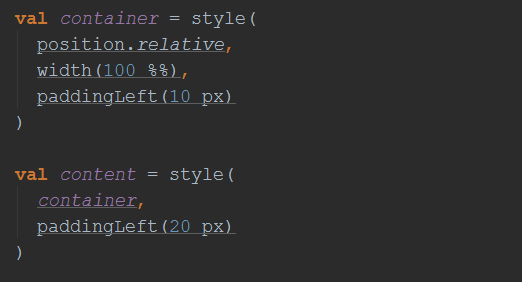 val container = style(
position.relative,
width(100 %%),
paddingLeft(10 px)
)
val content = style(
container,
paddingLeft(20 px)
)